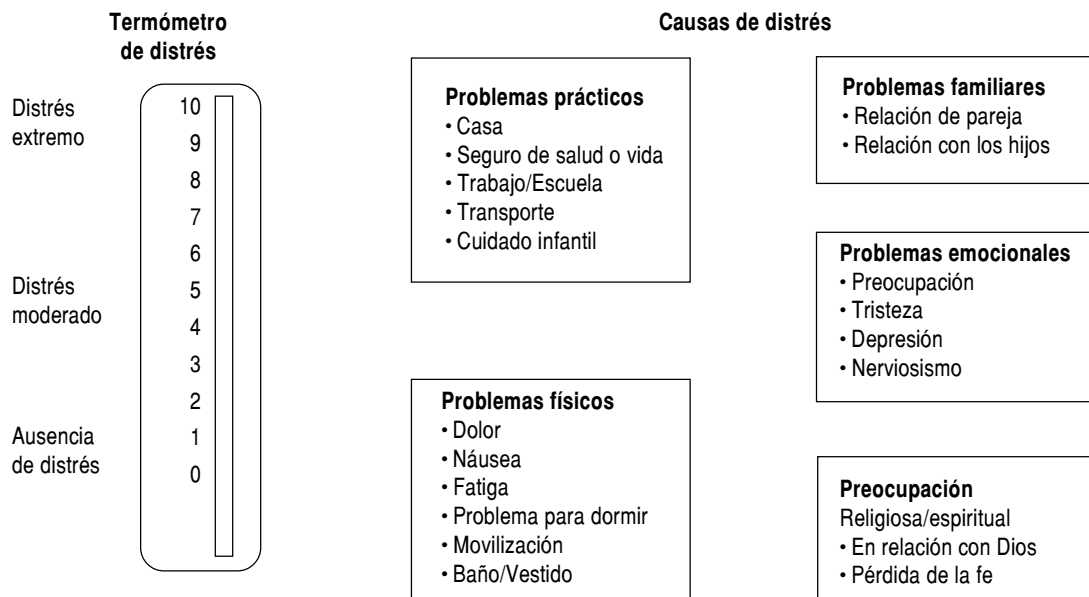 Termómetro
de distrés
Distrés
extremo
10
9
8
7
6
Distrés
moderado
5
4
3
2
Ausencia
de distrés
1
0
Causas de distrés
Problemas prácticos
• Casa
• Seguro de salud o vida
• Trabajo/Escuela
• Transporte
• Cuidado infantil
Problemas familiares
• Relación de pareja
• Relación con los hijos
Problemas emocionales
• Preocupación
• Tristeza
• Depresión
• Nerviosismo
Problemas físicos
• Dolor
• Náusea
• Fatiga
• Problema para dormir
• Movilización
• Baño/Vestido
Preocupación
Religiosa/espiritual
• En relación con Dios
• Pérdida de la fe